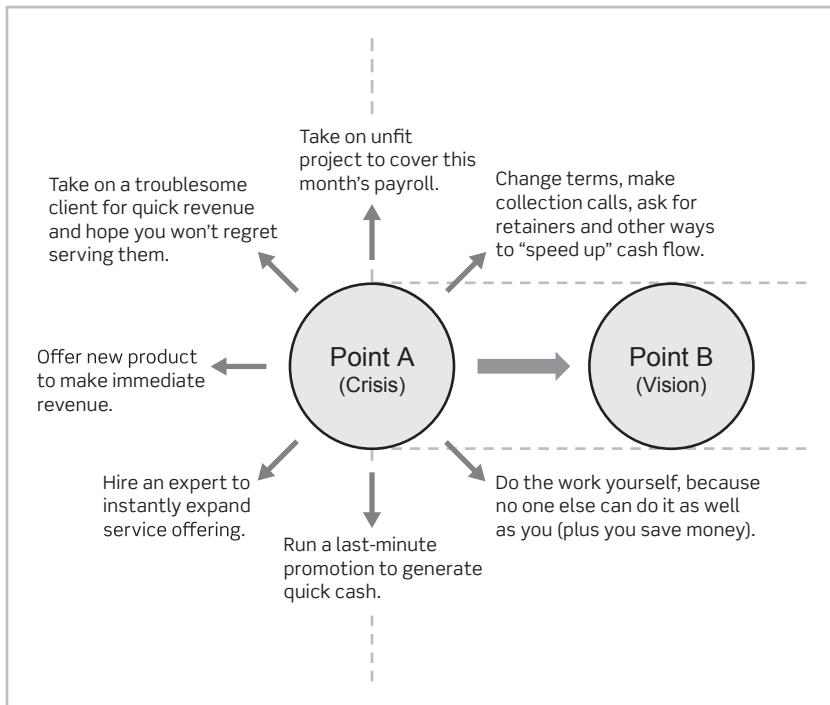 Take on unfit
project to cover this
month’s payroll.
Take on a troublesome
client for quick revenue
and hope you won’t regret
serving them.
Change terms, make
collection calls, ask for
retainers and other ways
to “speed up” cash flow.
Offer new product
to make immediate
revenue.
Point A
(Crisis)
Point B
(Vision)
Hire an expert to
instantly expand
service offering.
Run a last-minute
promotion to generate
quick cash.
Do the work yourself, because
no one else can do it as well
as you (plus you save money).